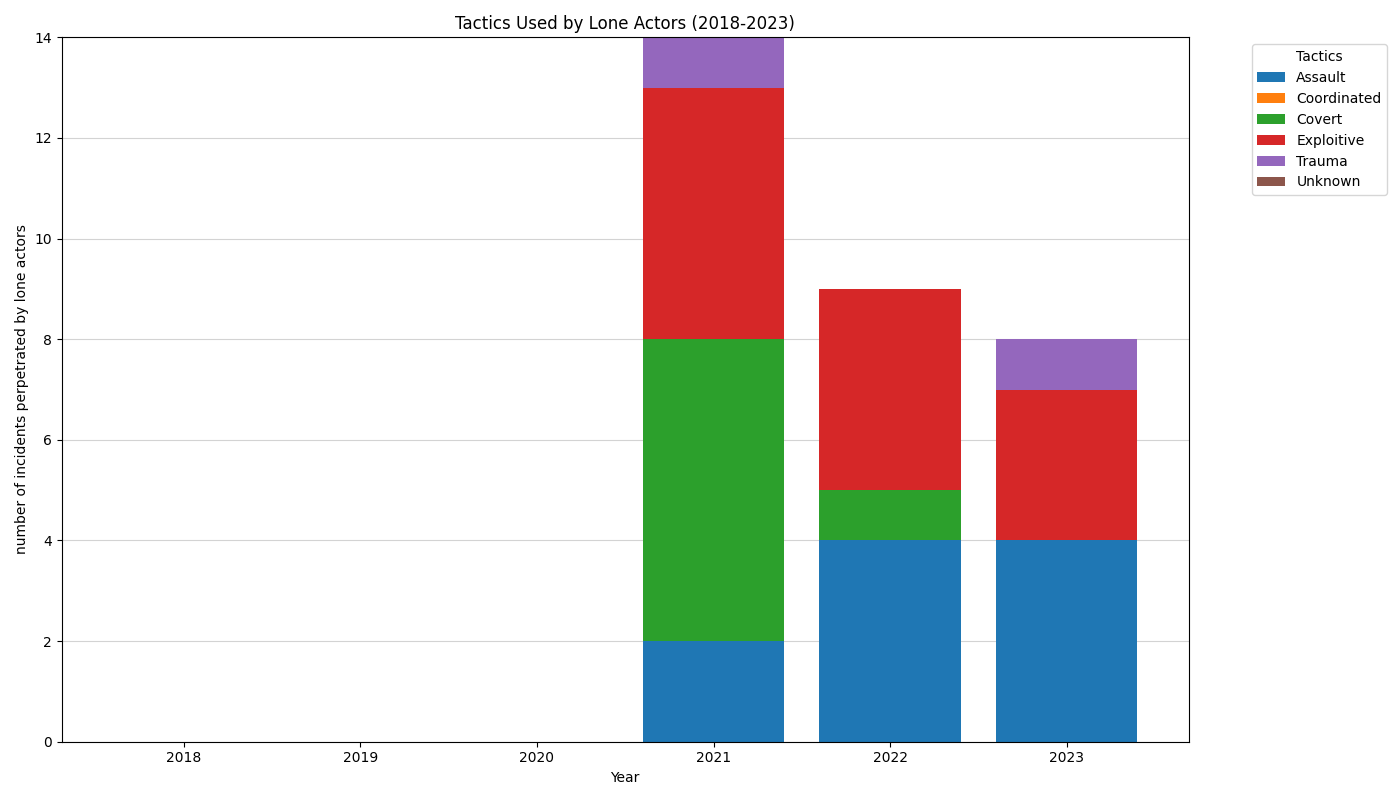 Tactics Used by Lone Actors (2018-2023)
14
12
10
8
6
4
2
0
number of incidents perpetrated by lone actors
2018 2019 2020 2021 2022 2023
Year
Tactics
Assault
Coordinated
Covert
Exploitive
Trauma
Unknown